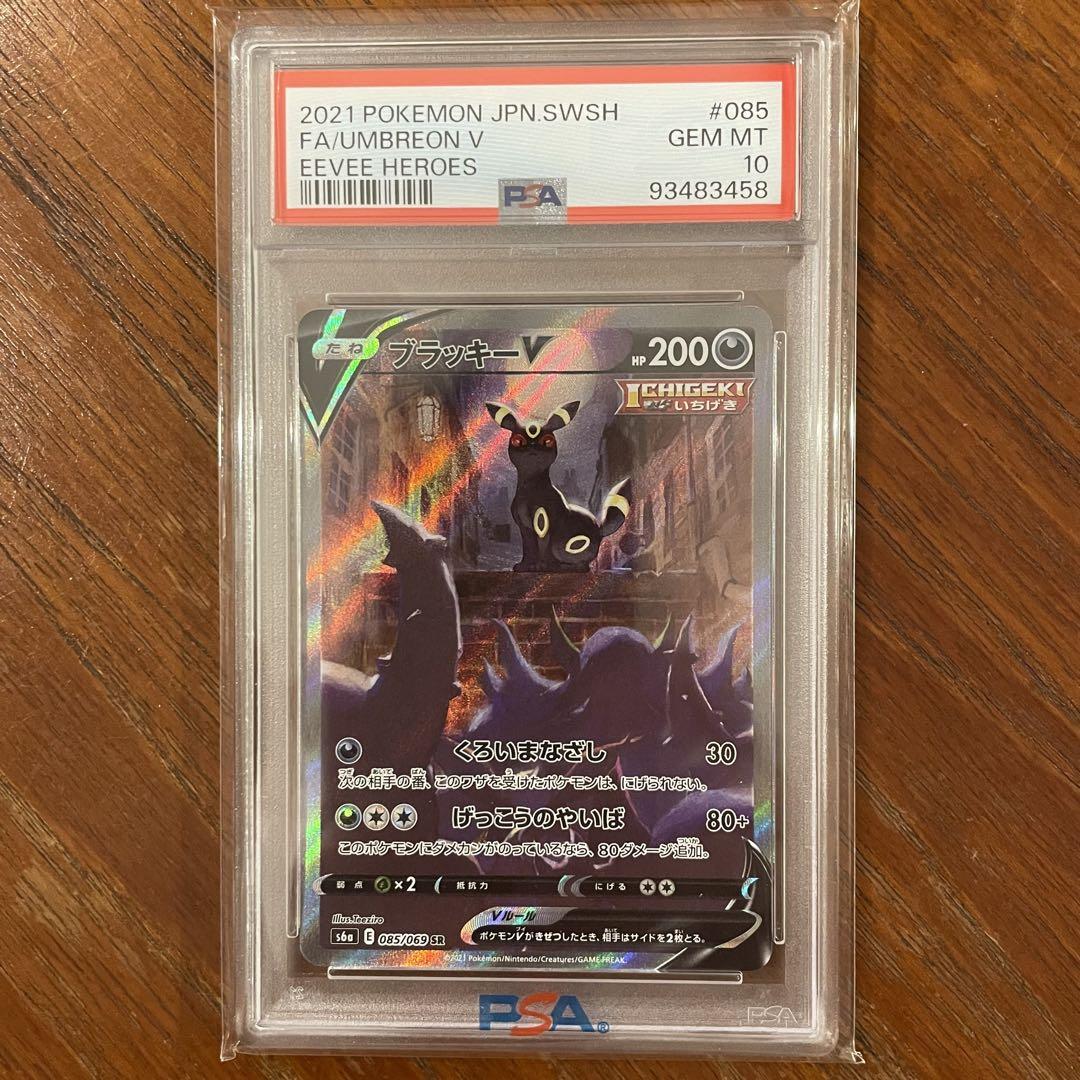 2021 POKEMON JPN.SWSH #085
FA/UMBREON V GEM MT
EEVEE HEROES 10
PSA 93483458
たね ブラッキーV HP 200
ICHIGEKI
いちげき
くろいまなざし 30
次の相手の番、このワザを受けたポケモンは、にげられない。
げっこうのやいば 80+
このポケモンにダメカンがのっているなら、80ダメージ追加。
弱点 ×2 抵抗力 にげる
Illus.Teeziro
Vルール
s6a E 085/069 SR ポケモンVがきぜつしたとき、相手はサイドを2枚とる。
©2021 Pokémon/Nintendo/Creatures/GAME FREAK.
PSA®
PSA